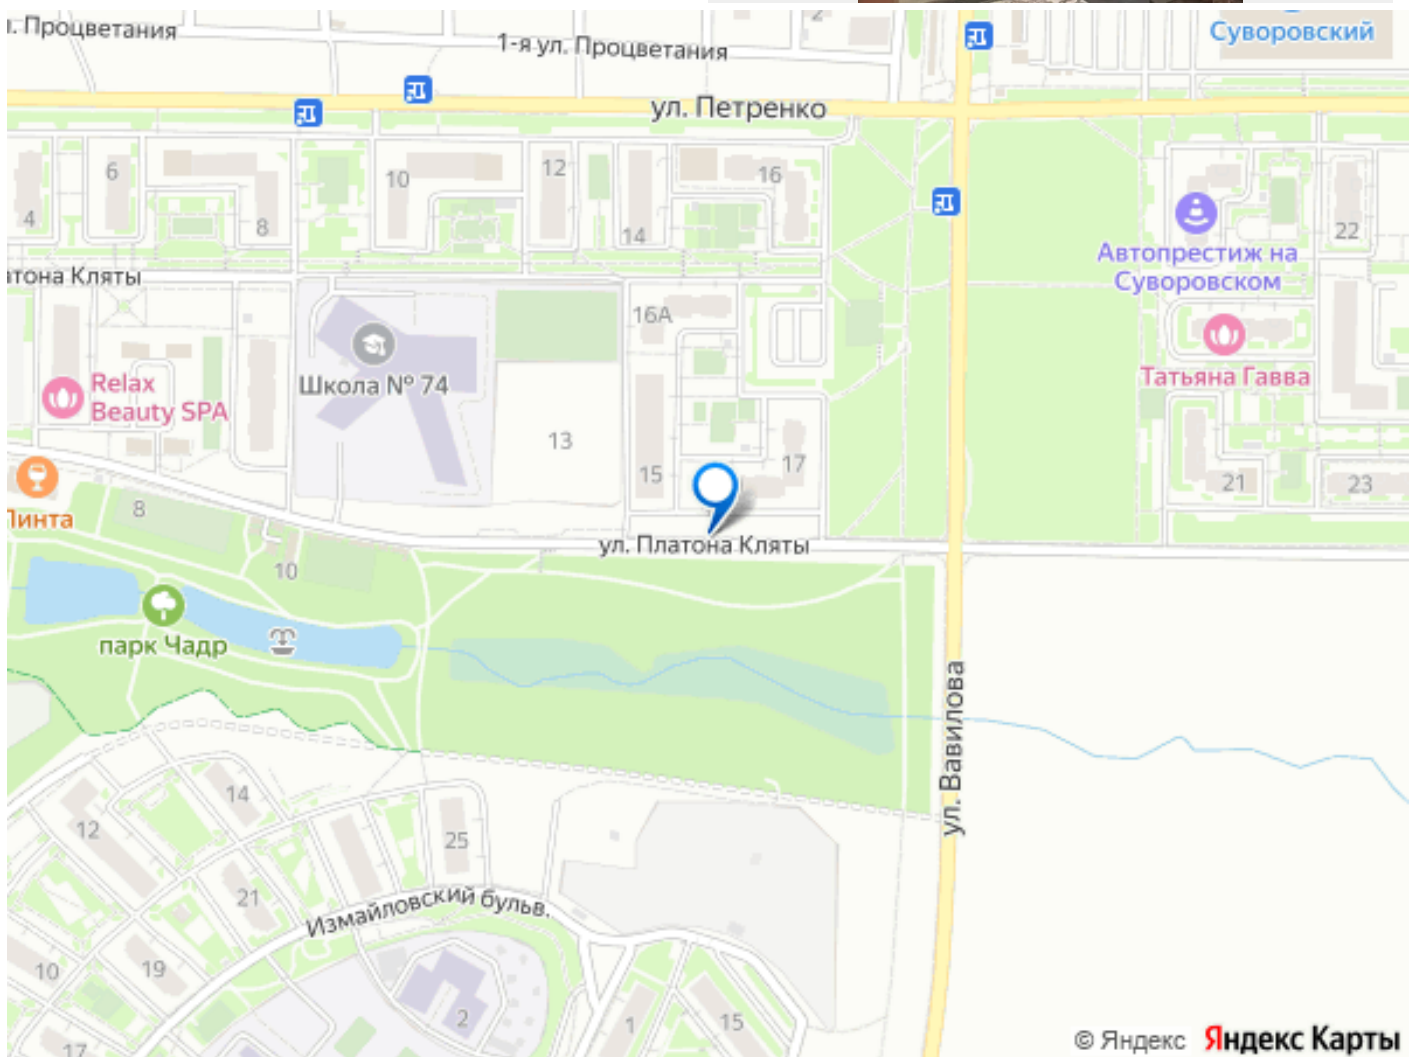 . Процветания
1-я ул. Процветания
2
Суворовский
ул. Петренко
6
10
12
16
4
8
14
22
Автопрестиж на
Суворовском
атона Кляты
16А
Школа № 74
Татьяна Гавва
Relax
Beauty SPA
13
15
17
21
23
Пинта
8
ул. Платона Кляты
10
парк Чадр
ул. Вавилова
14
12
25
21
Измайловский бульв.
10
19
2
1
15
17
© Яндекс Яндекс Карты